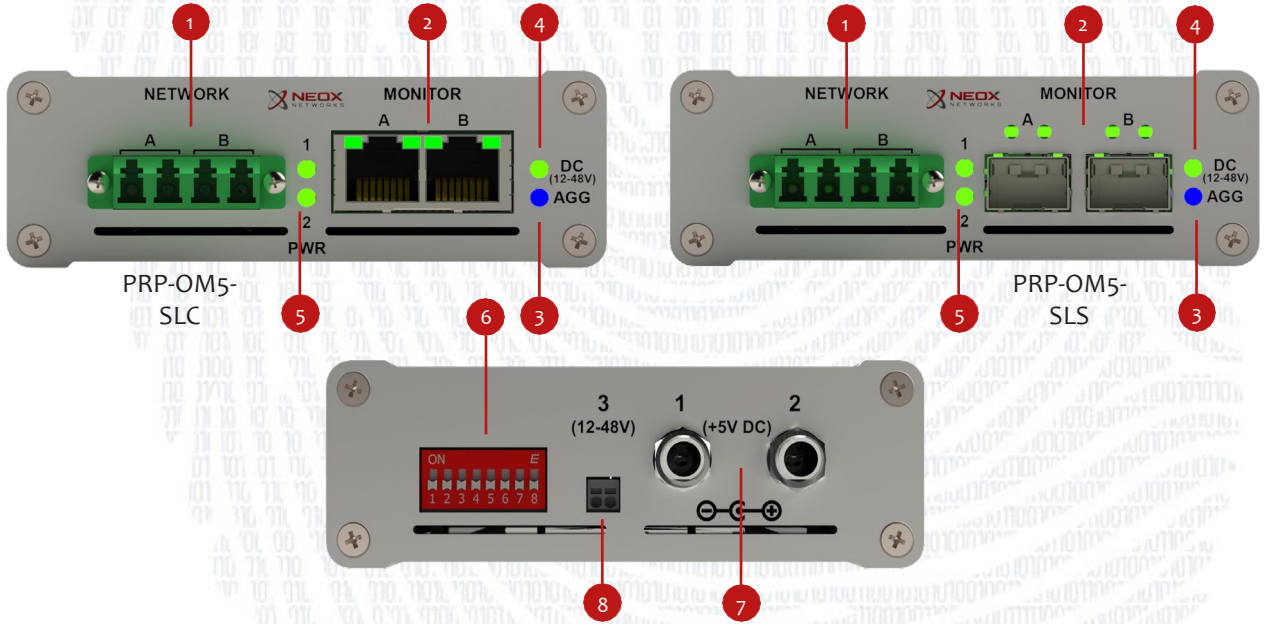 1
2
4
NETWORK
NEOX
NETWORKS
MONITOR
A
B
A
B
1
2
PWR
DC
(12-48V)
AGG
PRP-OM5-
SLC
5
3
1
2
4
NETWORK
NEOX
NETWORKS
MONITOR
A
B
A
B
1
2
PWR
DC
(12-48V)
AGG
PRP-OM5-
SLS
5
3
6
3
(12-48V)
1
(+5V DC)
2
ON
E
1 2 3 4 5 6 7 8
8
7